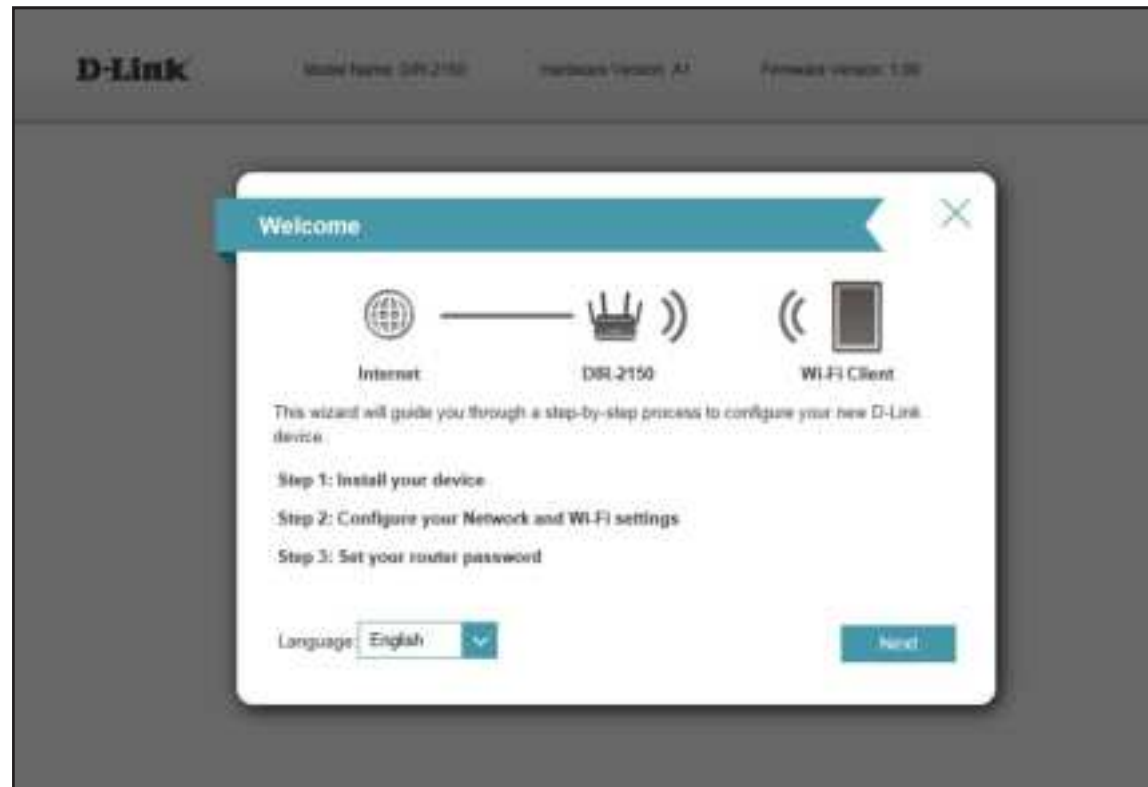 D-Link
Model Name: DIR-2150 Hardware Version: A1 Firmware Version: 1.00
Welcome
Internet DIR-2150 Wi-Fi Client
This wizard will guide you through a step-by-step process to configure your new D-Link
device.
Step 1: Install your device
Step 2: Configure your Network and Wi-Fi settings
Step 3: Set your router password
Language: English
Next